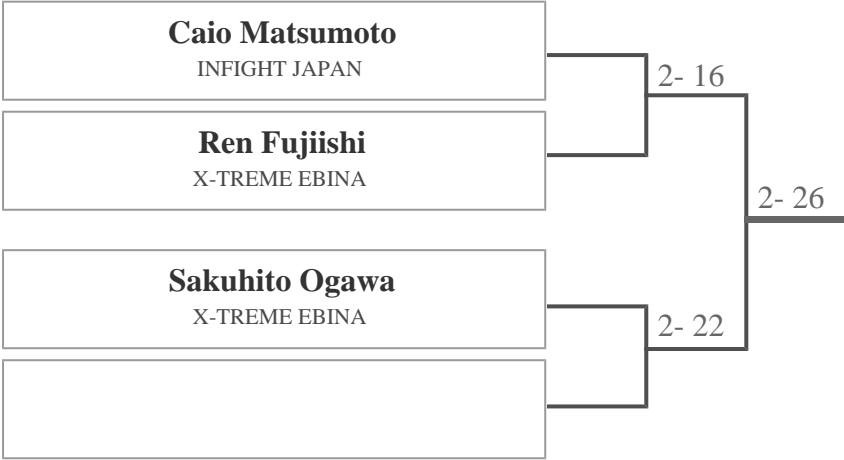 Caio Matsumoto
INFIGHT JAPAN
2- 16
Ren Fujiishi
X-TREME EBINA
2- 26
Sakuhito Ogawa
X-TREME EBINA
2- 22